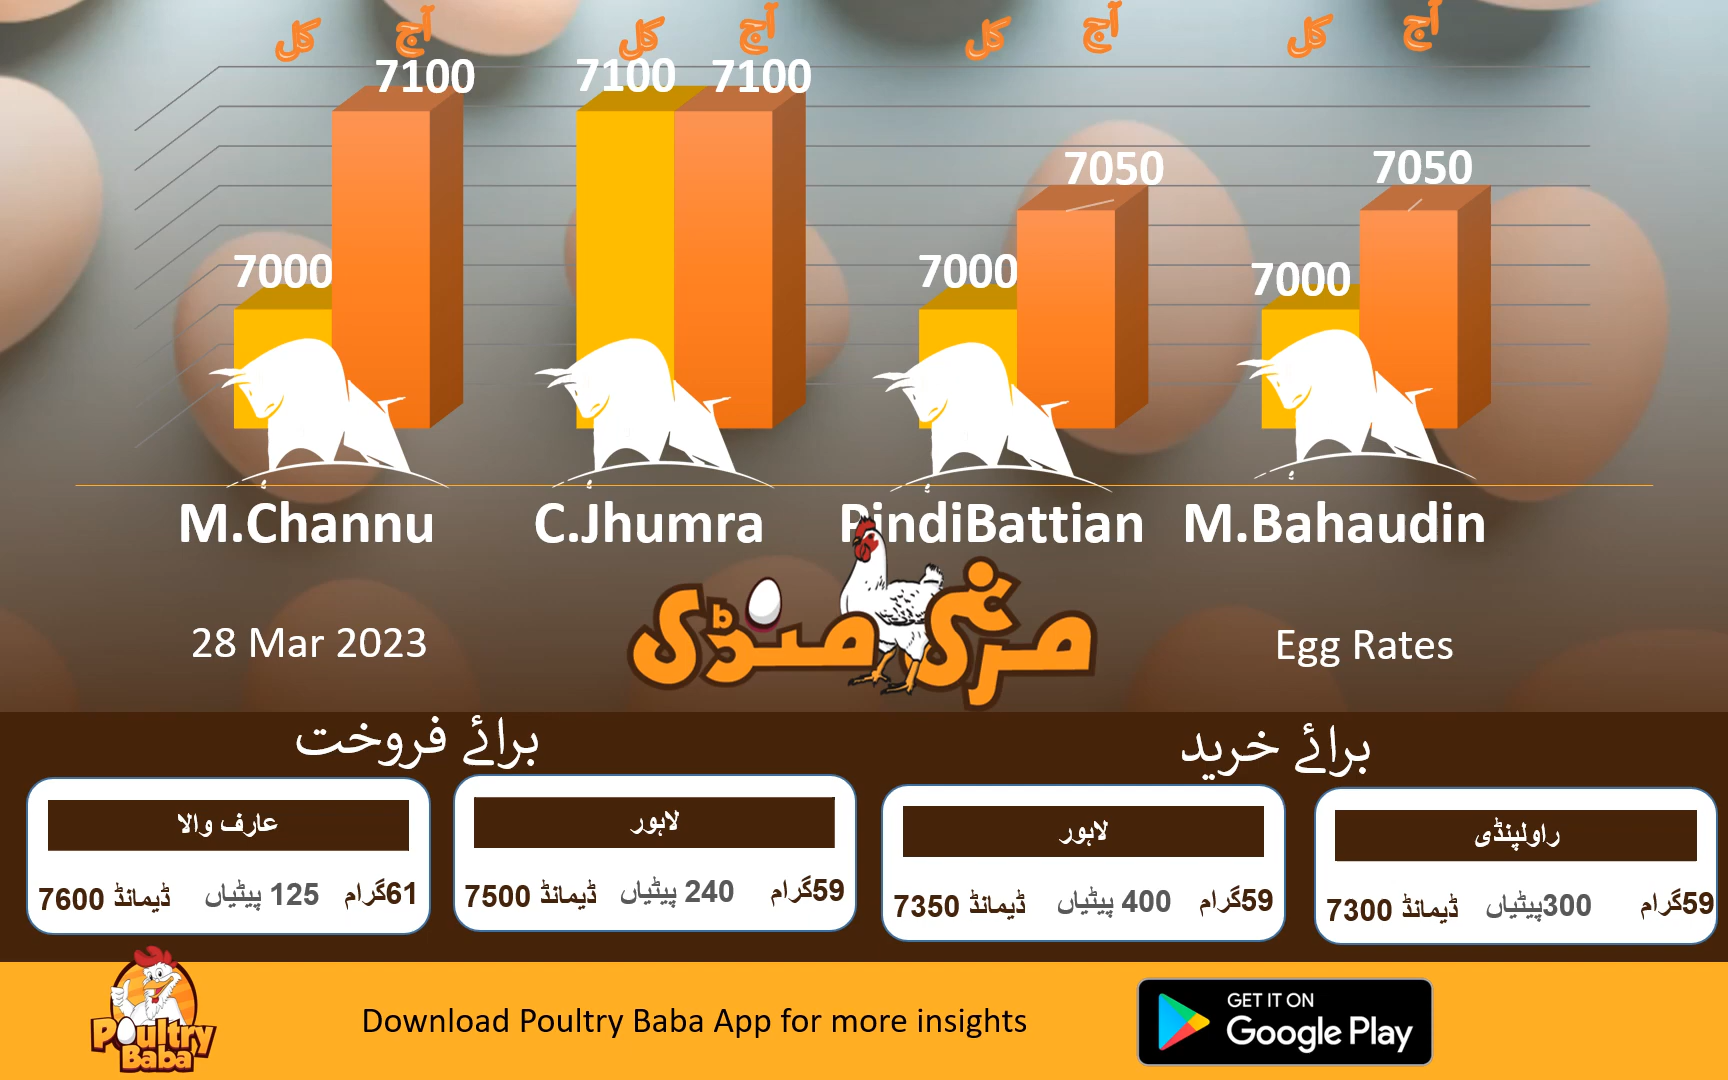 کل آج کل آج کل آج کل آج
7000 7100 7100 7100 7000 7050 7000 7050
M.Channu C.Jhumra PindiBattian M.Bahaudin
28 Mar 2023
مرغی منڈی
Egg Rates
برائے فروخت
برائے خرید
عارف والا
61گرام 125 پیٹیاں ڈیمانڈ 7600
لاہور
59گرام 240 پیٹیاں ڈیمانڈ 7500
لاہور
59گرام 400 پیٹیاں ڈیمانڈ 7350
راولپنڈی
59گرام 300پیٹیاں ڈیمانڈ 7300
Poultry
Baba
Download Poultry Baba App for more insights
GET IT ON
Google Play